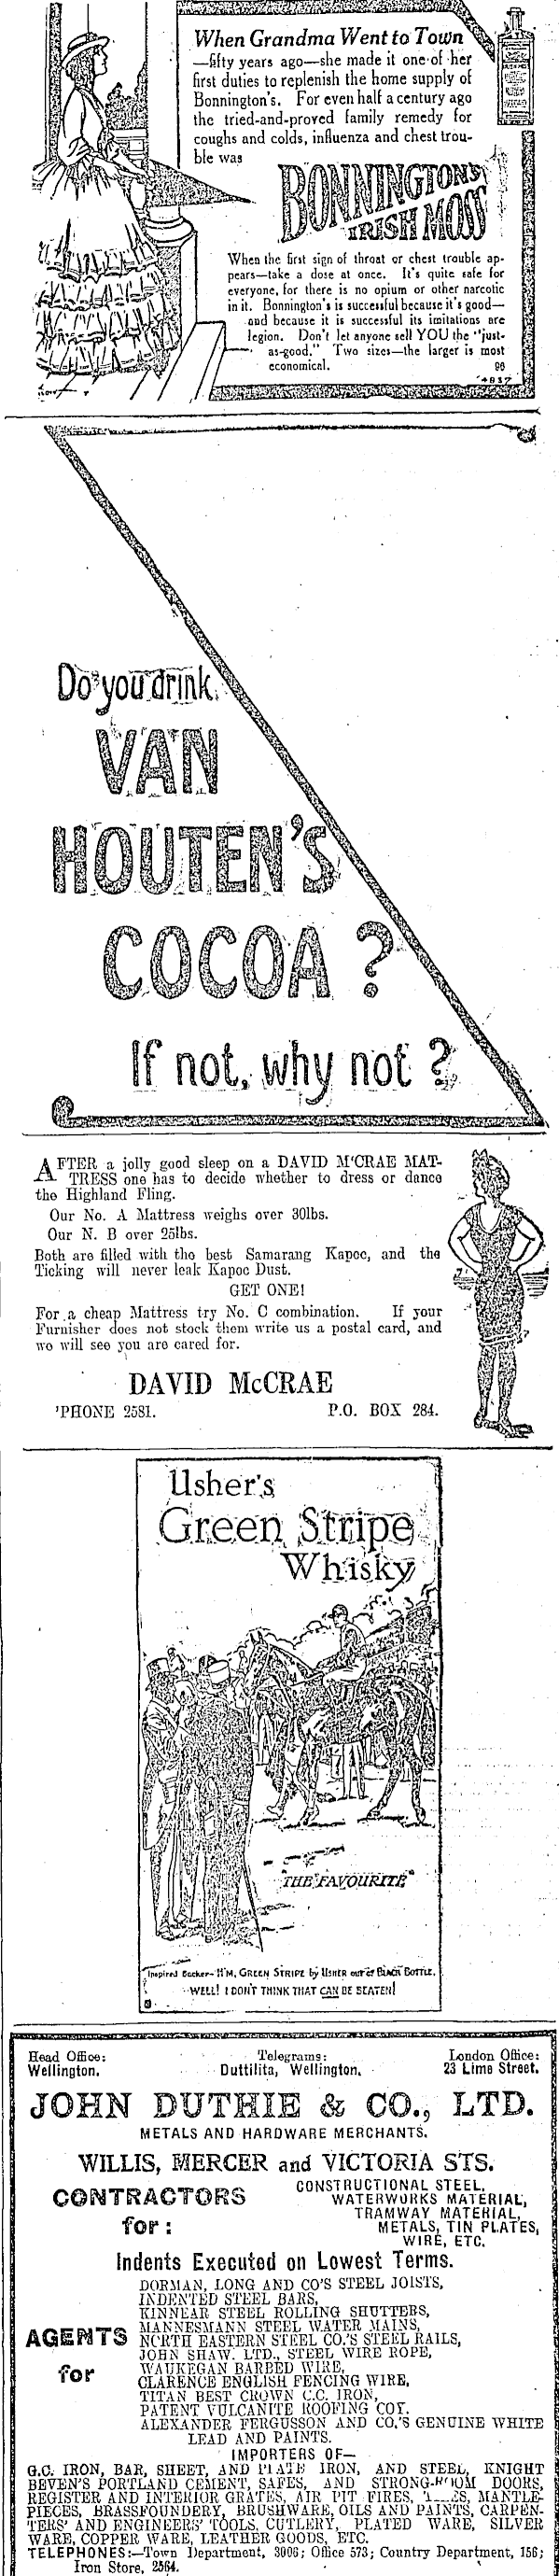 When Grandma Went to Town
—fifty years ago—she made it one of her
first duties to replenish the home supply of
Bonnington's. For even half a century ago
the tried-and-proved family remedy for
coughs and colds, influenza and chest trou-
ble was
BONNINGTON'S
IRISH MOSS
When the first sign of throat or chest trouble ap-
pears—take a dose at once. It's quite safe for
everyone, for there is no opium or other narcotic
in it. Bonnington's is successful because it's good—
and because it is successful its imitations are
legion. Don't let anyone sell YOU the "just-
as-good." Two sizes—the larger is most
economical.
Do you drink
VAN
HOUTEN'S
COCOA ?
If not, why not ?
AFTER a jolly good sleep on a DAVID M'CRAE MAT-
TRESS one has to decide whether to dress or dance
the Highland Fling.
Our No. A Mattress weighs over 30lbs.
Our N. B over 25lbs.
Both are filled with the best Samarang Kapoc, and the
Ticking will never leak Kapoc Dust.
GET ONE!
For a cheap Mattress try No. C combination. If your
Furnisher does not stock them write us a postal card, and
we will see you are cared for.
DAVID McCRAE
'PHONE 2581. P.O. BOX 284.
Usher's
Green Stripe
Whisky
"THE FAVOURITE"
Inspired Backer—H'M, GREEN STRIPE by USHER out of BLACK BOTTLE.
WELL! I DON'T THINK THAT CAN BE BEATEN!
Head Office: Telegrams: London Office:
Wellington. Duttilita, Wellington. 23 Lime Street.
JOHN DUTHIE & CO., LTD.
METALS AND HARDWARE MERCHANTS.
WILLIS, MERCER and VICTORIA STS.
CONTRACTORS
for:
CONSTRUCTIONAL STEEL,
WATERWORKS MATERIAL,
TRAMWAY MATERIAL,
METALS, TIN PLATES,
WIRE, ETC.
Indents Executed on Lowest Terms.
AGENTS
for
DORMAN, LONG AND CO'S STEEL JOISTS,
INDENTED STEEL BARS,
KINNEAR STEEL ROLLING SHUTTERS,
MANNESMANN STEEL WATER MAINS,
NORTH EASTERN STEEL CO.'S STEEL RAILS,
JOHN SHAW. LTD., STEEL WIRE ROPE,
WAUKEGAN BARBED WIRE,
CLARENCE ENGLISH FENCING WIRE,
TITAN BEST CROWN C.C. IRON,
PATENT VULCANITE ROOFING COY.
ALEXANDER FERGUSSON AND CO.'S GENUINE WHITE
LEAD AND PAINTS.
IMPORTERS OF—
G.C. IRON, BAR, SHEET, AND PLATE IRON, AND STEEL, KNIGHT
BEVEN'S PORTLAND CEMENT, SAFES, AND STRONG-ROOM DOORS,
REGISTER AND INTERIOR GRATES, AIR PIT FIRES, MANTLE-
PIECES, BRASSFOUNDERY, BRUSHWARE, OILS AND PAINTS, CARPEN-
TERS' AND ENGINEERS' TOOLS, CUTLERY, PLATED WARE, SILVER
WARE, COPPER WARE, LEATHER GOODS, ETC.
TELEPHONES:—Town Department, 3006; Office 573; Country Department, 156;
Iron Store, 2564.